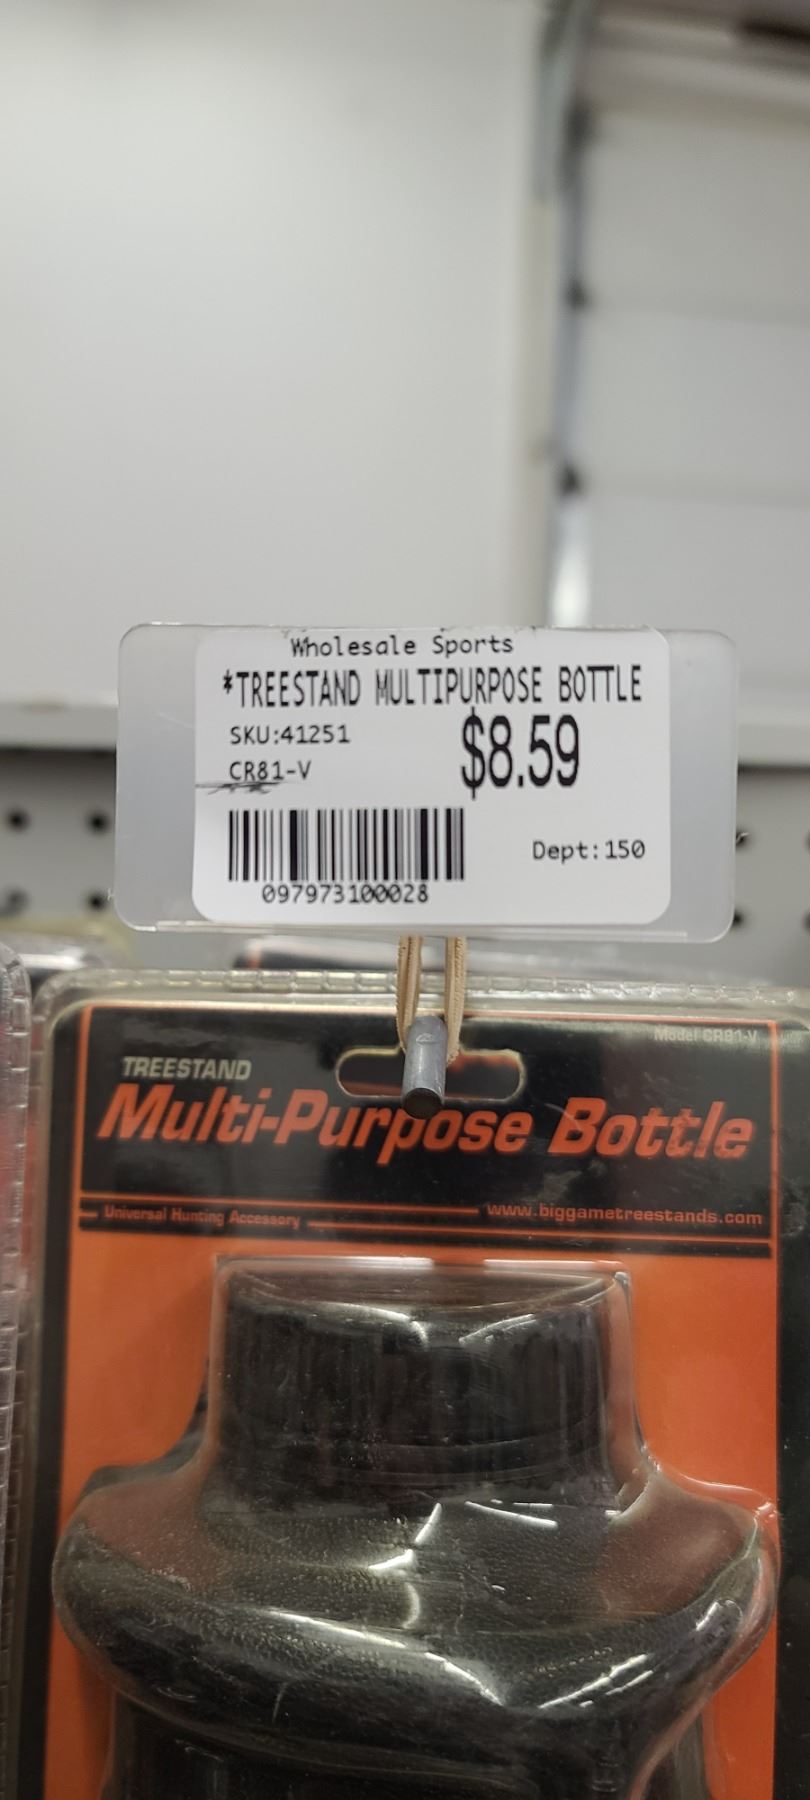 Wholesale Sports
*TREESTAND MULTIPURPOSE BOTTLE
SKU:41251
$8.59
CR81-V
Dept:150
097973100028
Model CR81-V
TREESTAND
Multi-Purpose Bottle
Universal Hunting Accessory
www.biggametreestands.com